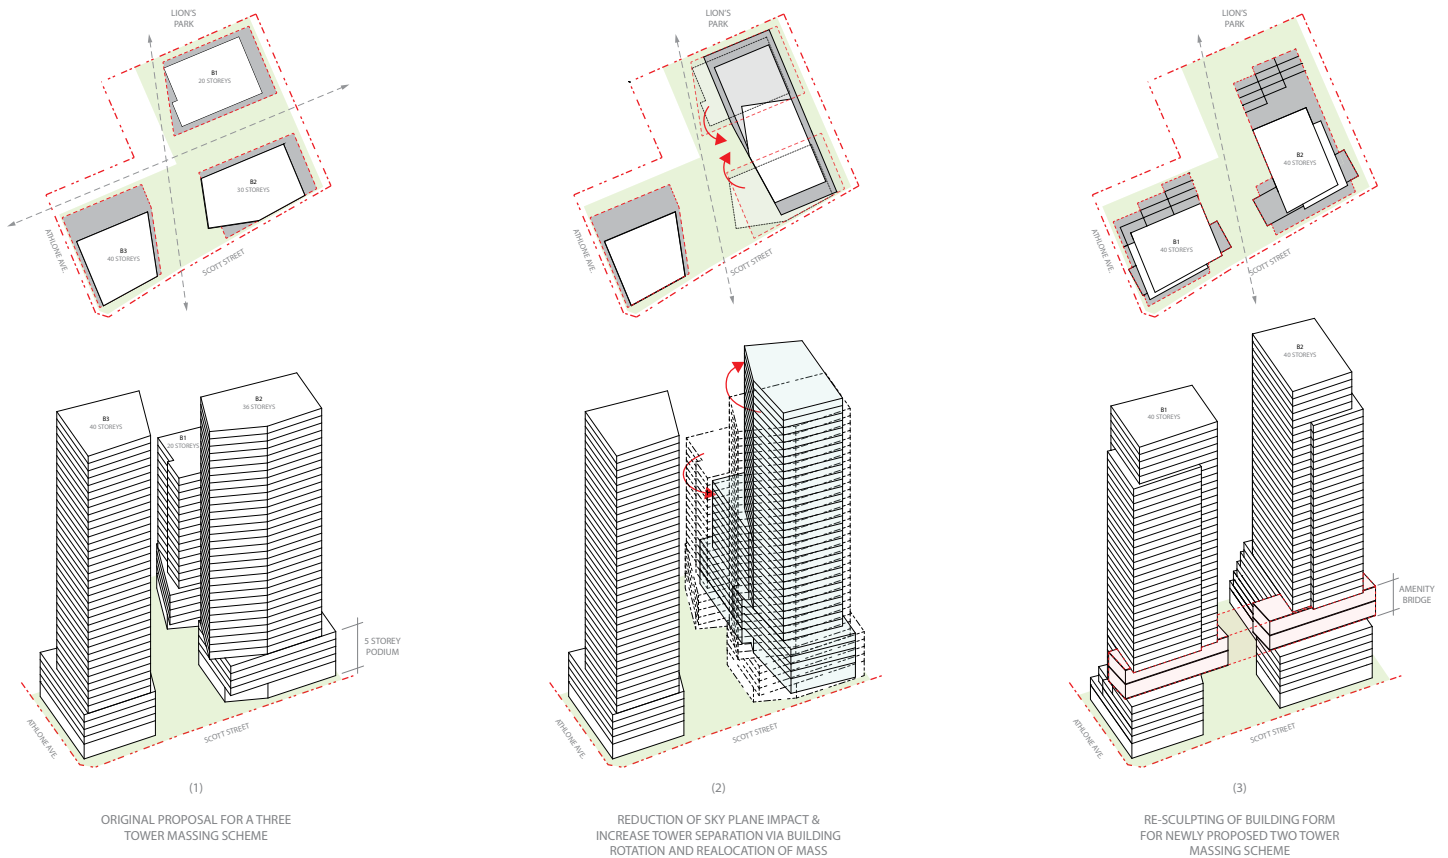 LION'S
PARK
B1
20 STOREYS
B2
30 STOREYS
B3
40 STOREYS
ATHLONE AVE.
SCOTT STREET
LION'S
PARK
ATHLONE AVE.
SCOTT STREET
LION'S
PARK
B2
40 STOREYS
B1
40 STOREYS
ATHLONE AVE.
SCOTT STREET
B3
40 STOREYS
B1
20 STOREYS
B2
36 STOREYS
5 STOREY
PODIUM
ATHLONE AVE.
SCOTT STREET
ATHLONE AVE.
SCOTT STREET
B1
40 STOREYS
B2
40 STOREYS
AMENITY
BRIDGE
ATHLONE AVE.
SCOTT STREET
(1)
ORIGINAL PROPOSAL FOR A THREE
TOWER MASSING SCHEME
(2)
REDUCTION OF SKY PLANE IMPACT &
INCREASE TOWER SEPARATION VIA BUILDING
ROTATION AND REALOCATION OF MASS
(3)
RE-SCULPTING OF BUILDING FORM
FOR NEWLY PROPOSED TWO TOWER
MASSING SCHEME